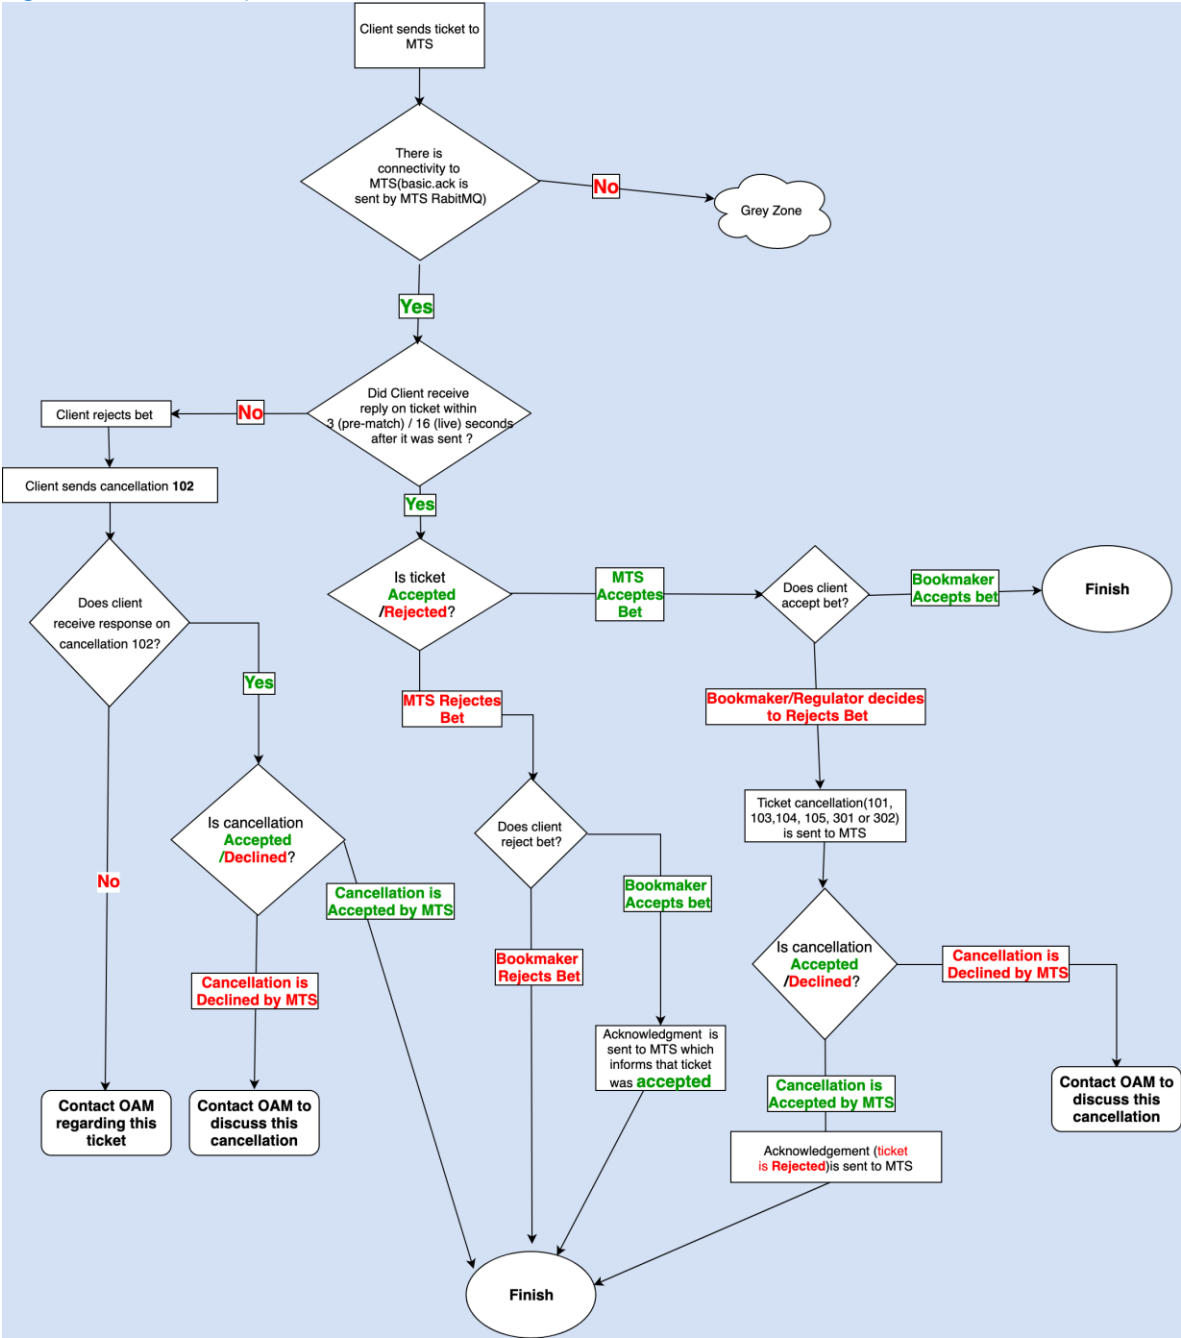 Client sends ticket to
MTS
There is
connectivity to
MTS(basic.ack is
sent by MTS RabitMQ)
No
Grey Zone
Yes
Did Client receive
reply on ticket within
3 (pre-match) / 16 (live) seconds
after it was sent ?
No
Client rejects bet
Client sends cancellation 102
Yes
Is ticket
Accepted
/Rejected?
MTS
Acceptes
Bet
Does client
accept bet?
Bookmaker
Accepts bet
Finish
Does client
receive response on
cancellation 102?
Yes
MTS Rejectes
Bet
Bookmaker/Regulator decides
to Rejects Bet
Is cancellation
Accepted
/Declined?
Does client
reject bet?
Ticket cancellation(101,
103,104, 105, 301 or 302)
is sent to MTS
No
Cancellation is
Accepted by MTS
Bookmaker
Accepts bet
Bookmaker
Rejects Bet
Is cancellation
Accepted
/Declined?
Cancellation is
Declined by MTS
Cancellation is
Declined by MTS
Acknowledgment is
sent to MTS which
informs that ticket
was accepted
Contact OAM
regarding this
ticket
Contact OAM to
discuss this
cancellation
Cancellation is
Accepted by MTS
Contact OAM to
discuss this
cancellation
Acknowledgement (ticket
is Rejected)is sent to MTS
Finish